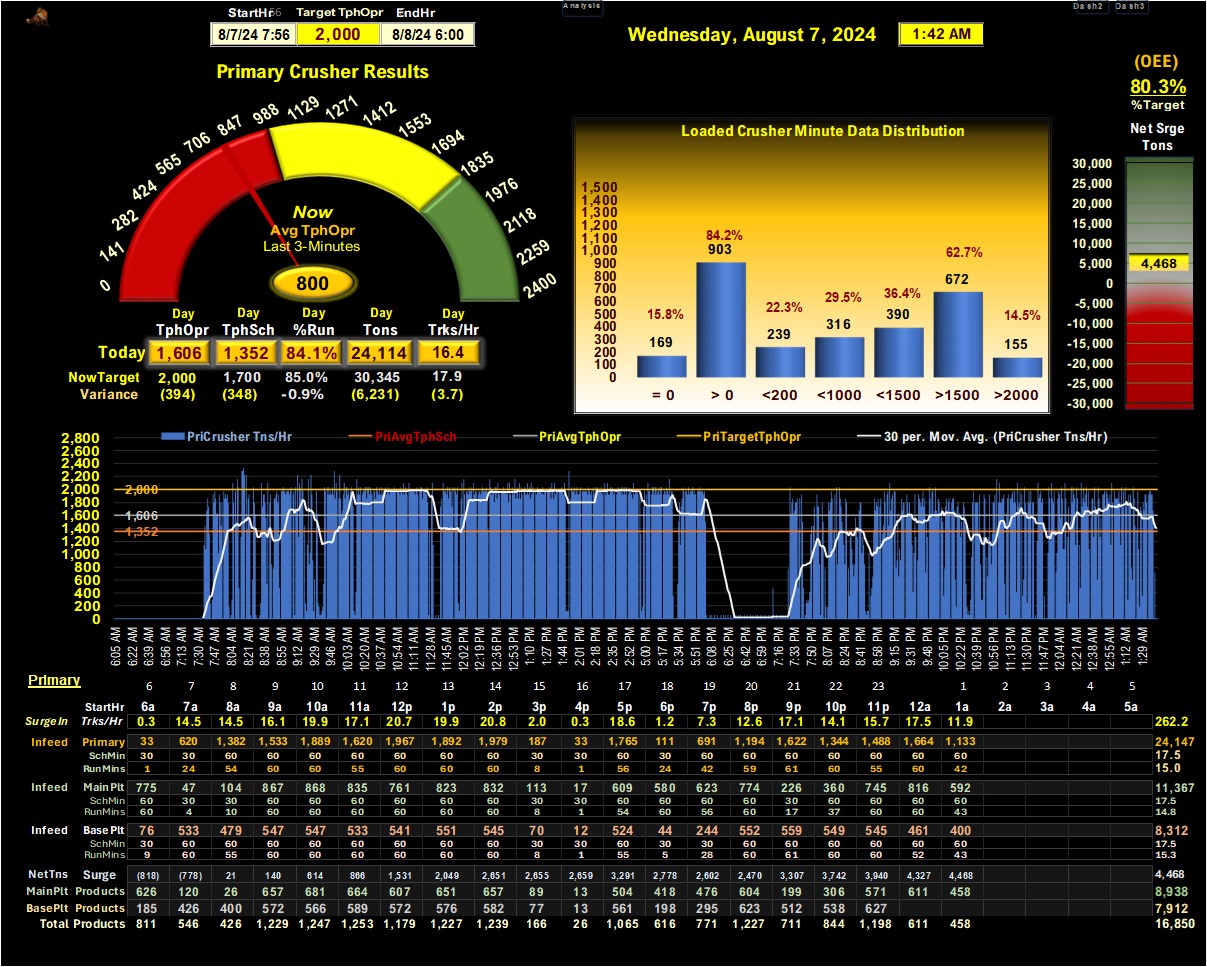 Analysis
Dash2 Dash3
StartHr Target TphOpr EndHr
8/7/24 7:56 2,000 8/8/24 6:00
Wednesday, August 7, 2024 1:42 AM
(OEE)
80.3%
%Target
Net Srge
Tons
Primary Crusher Results
0 141 282 424 565 706 847 988 1129 1271 1412 1553 1694 1835 1976 2118 2259 2400
Now
Avg TphOpr
Last 3-Minutes
800
Day Day Day Day Day
TphOpr TphSch %Run Tons Trks/Hr
Today 1,606 1,352 84.1% 24,114 16.4
NowTarget 2,000 1,700 85.0% 30,345 17.9
Variance (394) (348) -0.9% (6,231) (3.7)
Loaded Crusher Minute Data Distribution
1,500
1,400
1,300
1,200
1,100
1,000
900
800
700
600
500
400
300
200
100
0
15.8% 84.2% 22.3% 29.5% 36.4% 62.7% 14.5%
169 903 239 316 390 672 155
= 0 > 0 <200 <1000 <1500 >1500 >2000
30,000
25,000
20,000
15,000
10,000
5,000
0
-5,000
-10,000
-15,000
-20,000
-25,000
-30,000
4,468
PriCrusher Tns/Hr PriAvgTphSch PriAvgTphOpr PriTargetTphOpr 30 per. Mov. Avg. (PriCrusher Tns/Hr)
2,800
2,600
2,400
2,200
2,000
1,800
1,600
1,400
1,200
1,000
800
600
400
200
0
2,000
1,606
1,352
6:05 AM 6:22 AM 6:39 AM 6:56 AM 7:13 AM 7:30 AM 7:47 AM 8:04 AM 8:21 AM 8:38 AM 8:55 AM 9:12 AM 9:29 AM 9:46 AM 10:03 AM 10:20 AM 10:37 AM 10:54 AM 11:11 AM 11:28 AM 11:45 AM 12:02 PM 12:19 PM 12:36 PM 12:53 PM 1:10 PM 1:27 PM 1:44 PM 2:01 PM 2:18 PM 2:35 PM 2:52 PM 5:00 PM 5:17 PM 5:34 PM 5:51 PM 6:08 PM 6:25 PM 6:42 PM 6:59 PM 7:16 PM 7:33 PM 7:50 PM 8:07 PM 8:24 PM 8:41 PM 8:58 PM 9:15 PM 9:31 PM 9:48 PM 10:05 PM 10:22 PM 10:39 PM 10:56 PM 11:13 PM 11:30 PM 11:47 PM 12:04 AM 12:21 AM 12:38 AM 12:55 AM 1:12 AM 1:29 AM
Primary 6 7 8 9 10 11 12 13 14 15 16 17 18 19 20 21 22 23 1 2 3 4 5
StartHr 6a 7a 8a 9a 10a 11a 12p 1p 2p 3p 4p 5p 6p 7p 8p 9p 10p 11p 12a 1a 2a 3a 4a 5a
SurgeIn Trks/Hr 0.3 14.5 14.5 16.1 19.9 17.1 20.7 19.9 20.8 2.0 0.3 18.6 1.2 7.3 12.6 17.1 14.1 15.7 17.5 11.9 262.2
Infeed Primary 33 620 1,382 1,533 1,889 1,620 1,967 1,892 1,979 187 33 1,765 111 691 1,194 1,622 1,344 1,488 1,664 1,133 24,147
SchMin 30 30 60 60 60 60 60 60 60 30 30 60 30 60 60 60 60 60 60 60 17.5
RunMins 1 24 54 60 60 55 60 60 60 8 1 56 24 42 59 61 60 55 60 42 15.0
Infeed MainPlt 775 47 104 867 868 835 761 823 832 113 17 609 580 623 774 226 360 745 816 592 11,367
SchMin 60 30 30 60 60 60 60 60 60 30 30 60 60 60 60 30 60 60 60 60 17.5
RunMins 60 4 10 60 60 60 60 60 60 8 1 54 60 56 60 17 37 60 60 43 14.8
Infeed BasePlt 76 533 479 547 547 533 541 551 545 70 12 524 44 244 552 559 549 545 461 400 8,312
SchMin 30 60 60 60 60 60 60 60 60 30 30 60 30 60 60 60 60 60 60 60 17.5
RunMins 9 60 55 60 60 60 60 60 60 8 1 55 5 28 60 61 60 60 52 43 15.3
NetTns Surge (818) (778) 21 140 614 866 1,531 2,049 2,651 2,655 2,659 3,291 2,778 2,602 2,470 3,307 3,742 3,940 4,327 4,468 4,468
MainPlt Products 626 120 26 657 681 664 607 651 657 89 13 504 418 476 604 199 306 571 611 458 8,938
BasePlt Products 185 426 400 572 566 589 572 576 582 77 13 561 198 295 623 512 538 627 7,912
Total Products 811 546 426 1,229 1,247 1,253 1,179 1,227 1,239 166 26 1,065 616 771 1,227 711 844 1,198 611 458 16,850